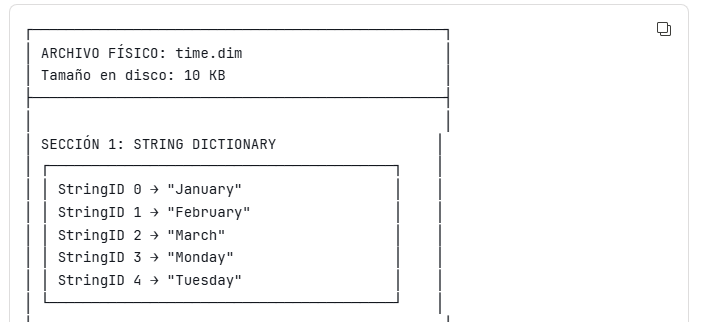 ARCHIVO FÍSICO: time.dim
Tamaño en disco: 10 KB
SECCIÓN 1: STRING DICTIONARY
StringID 0 → "January"
StringID 1 → "February"
StringID 2 → "March"
StringID 3 → "Monday"
StringID 4 → "Tuesday"